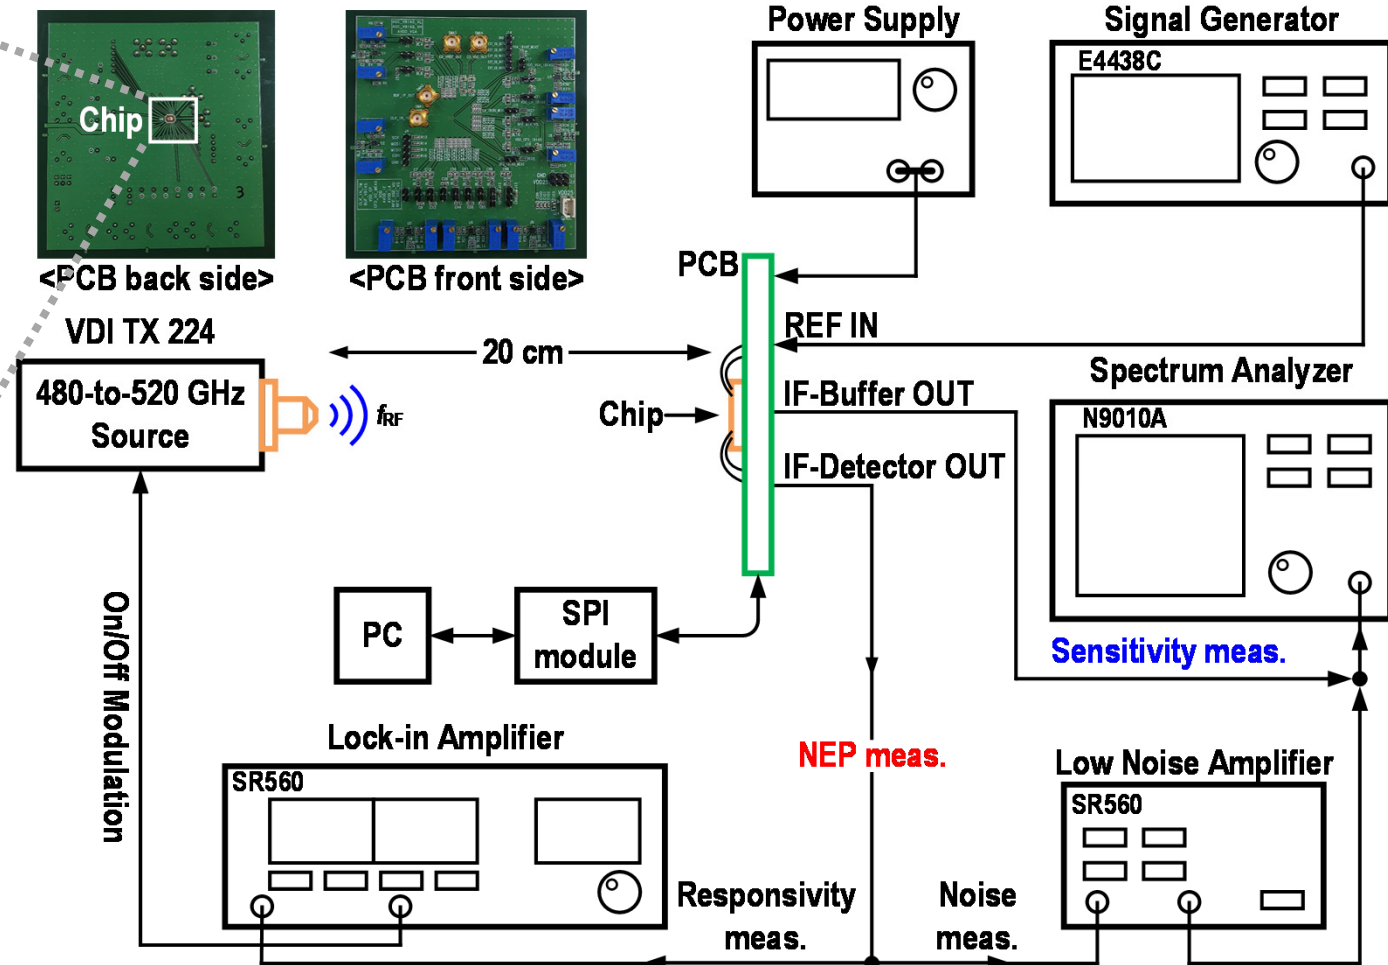 Power Supply
Signal Generator
E4438C
Chip
3
<PCB back side>
<PCB front side>
PCB
VDI TX 224
480-to-520 GHz
Source
20 cm
fRF
Chip
REF IN
IF-Buffer OUT
IF-Detector OUT
Spectrum Analyzer
N9010A
On/Off Modulation
PC
SPI
module
Sensitivity meas.
Lock-in Amplifier
SR560
NEP meas.
Low Noise Amplifier
SR560
Responsivity
meas.
Noise
meas.